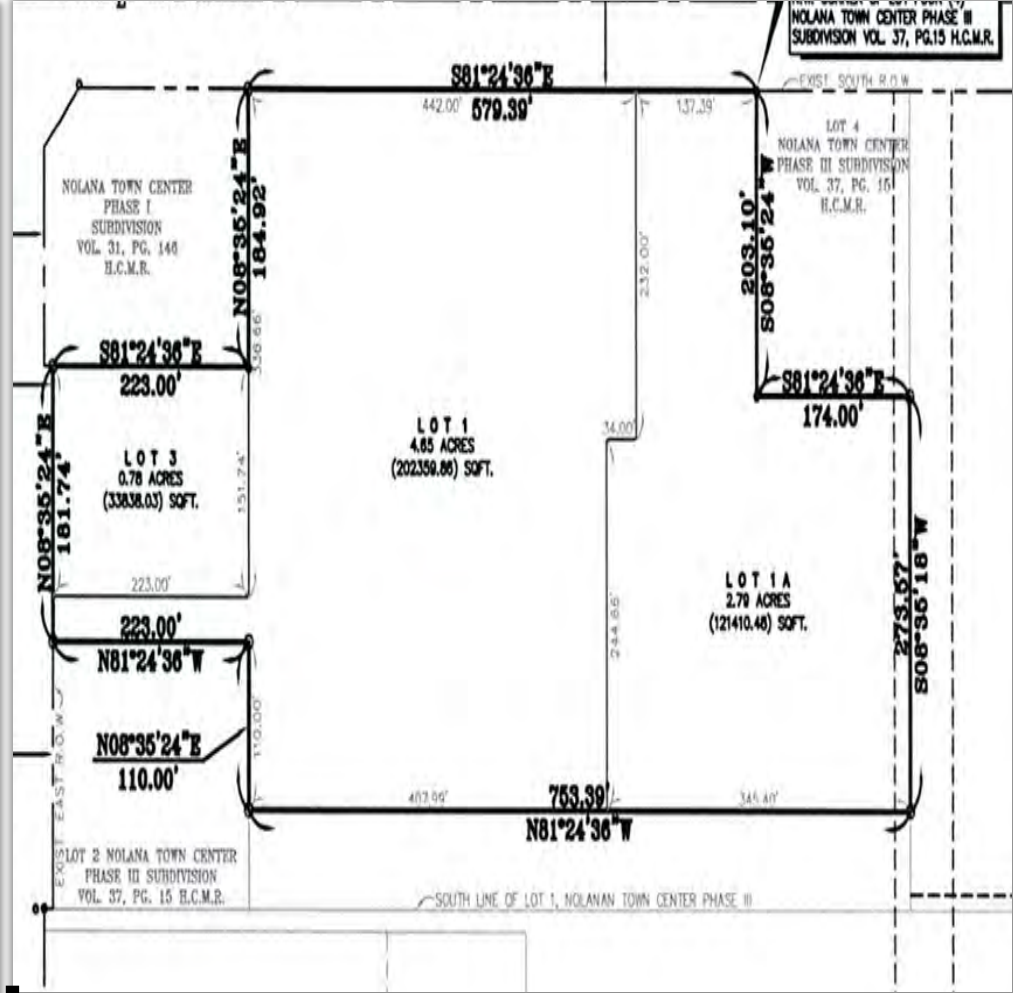 NOLANA TOWN CENTER PHASE III
SUBDIVISION VOL. 37, PG.15 H.C.M.R.
S81°24'36"E
442.00'
579.39'
137.39'
EXIST. SOUTH R.O.W.
LOT 4
NOLANA TOWN CENTER
PHASE III SUBDIVISION
VOL. 37, PG. 15
H.C.M.R.
NOLANA TOWN CENTER
PHASE I
SUBDIVISION
VOL. 31, PG. 146
H.C.M.R.
N08°35'24"E
184.92'
203.10'
S08°35'24"W
232.00'
S81°24'36"E
223.00'
S81°24'36"E
174.00'
34.00'
LOT 1
4.65 ACRES
(202359.86) SQFT.
LOT 3
0.78 ACRES
(33838.03) SQFT.
N08°35'24"E
181.74'
151.74'
223.00'
LOT 1A
2.79 ACRES
(121410.48) SQFT.
273.57'
S08°35'18"W
244.66'
223.00'
N81°24'36"W
N08°35'24"E
110.00'
110.00'
EXIST. EAST R.O.W.
407.99'
753.39'
345.40'
N81°24'36"W
LOT 2 NOLANA TOWN CENTER
PHASE III SUBDIVISION
VOL. 37, PG. 15 H.C.M.R.
SOUTH LINE OF LOT 1, NOLANAN TOWN CENTER PHASE III